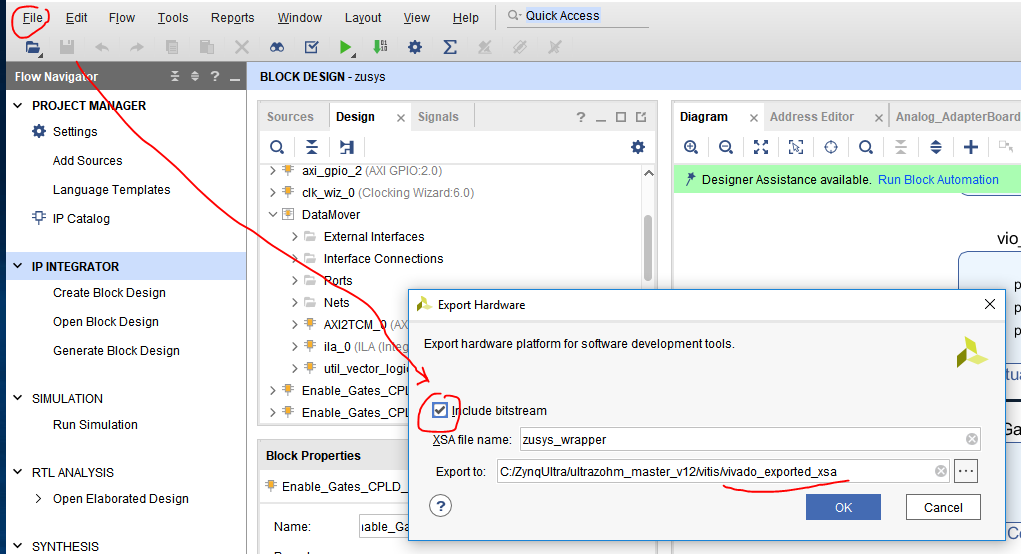 File Edit Flow Tools Reports Window Layout View Help Quick Access
Flow Navigator
BLOCK DESIGN - zusys
PROJECT MANAGER
Settings
Add Sources
Language Templates
IP Catalog
IP INTEGRATOR
Create Block Design
Open Block Design
Generate Block Design
SIMULATION
Run Simulation
RTL ANALYSIS
Open Elaborated Design
SYNTHESIS
Sources Design Signals
axi_gpio_2 (AXI GPIO:2.0)
clk_wiz_0 (Clocking Wizard:6.0)
DataMover
External Interfaces
Interface Connections
Ports
Nets
AXI2TCM_0 (AX
ila_0 (ILA (Integ
util_vector_logic
Enable_Gates_CPL
Enable_Gates_CPL
Block Properties
Enable_Gates_CPLD_
Name: nable_Ga
Diagram Address Editor Analog_AdapterBoard
Designer Assistance available. Run Block Automation
vio_
p
p
p
tua
Ga
Co
Export Hardware
Export hardware platform for software development tools.
Include bitstream
XSA file name: zusys_wrapper
Export to: C:/ZynqUltra/ultrazohm_master_v12/vitis/vivado_exported_xsa
OK Cancel